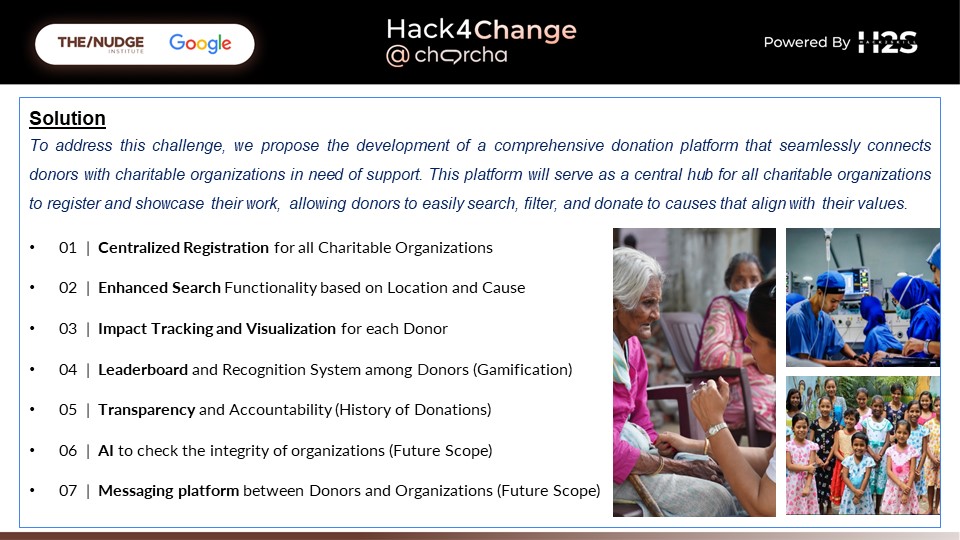 THE/NUDGE
INSTITUTE
Google
Hack4Change
@ chorcha
Powered By H2S
Solution
To address this challenge, we propose the development of a comprehensive donation platform that seamlessly connects
donors with charitable organizations in need of support. This platform will serve as a central hub for all charitable organizations
to register and showcase their work, allowing donors to easily search, filter, and donate to causes that align with their values.
• 01 | Centralized Registration for all Charitable Organizations
• 02 | Enhanced Search Functionality based on Location and Cause
• 03 | Impact Tracking and Visualization for each Donor
• 04 | Leaderboard and Recognition System among Donors (Gamification)
• 05 | Transparency and Accountability (History of Donations)
• 06 | AI to check the integrity of organizations (Future Scope)
• 07 | Messaging platform between Donors and Organizations (Future Scope)